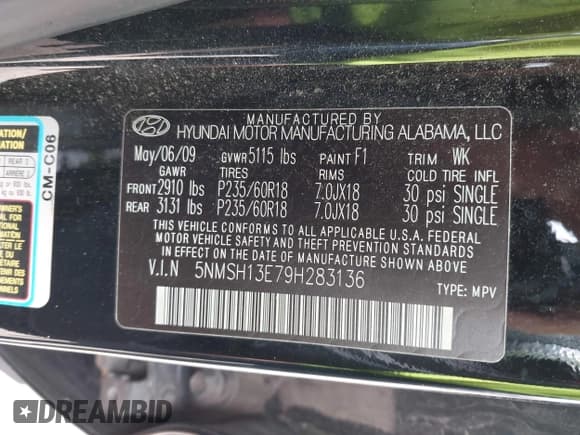 MANUFACTURED BY
HYUNDAI MOTOR MANUFACTURING ALABAMA, LLC
May/06/09 GVWR 5115 lbs PAINT F1 TRIM WK
GAWR TIRES RIMS COLD TIRE INFL
FRONT 2910 lbs P235/60R18 7.0JX18 30 psi SINGLE
REAR 3131 lbs P235/60R18 7.0JX18 30 psi SINGLE
THIS VEHICLE CONFORMS TO ALL APPLICABLE U.S.A. FEDERAL
MOTOR VEHICLE SAFETY AND THEFT PREVENTION STANDARDS
IN EFFECT ON THE DATE OF MANUFACTURE SHOWN ABOVE.
V.I.N 5NMSH13E79H283136
TYPE: MPV
CM-C06
REAR
ARRIERE
DREAMBID